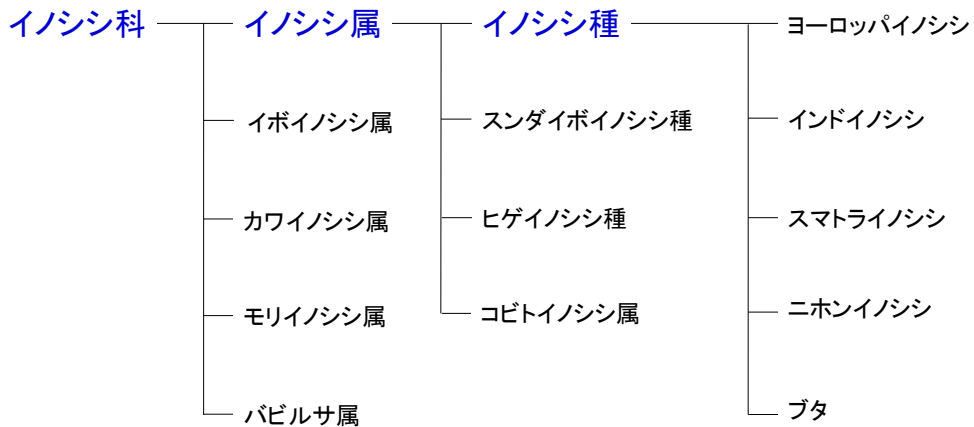 イノシシ科
イノシシ属
イノシシ種
ヨーロッパイノシシ
イボイノシシ属
スンダイボイノシシ種
インドイノシシ
カワイノシシ属
ヒゲイノシシ種
スマトライノシシ
モリイノシシ属
コビトイノシシ属
ニホンイノシシ
バビルサ属
ブタ